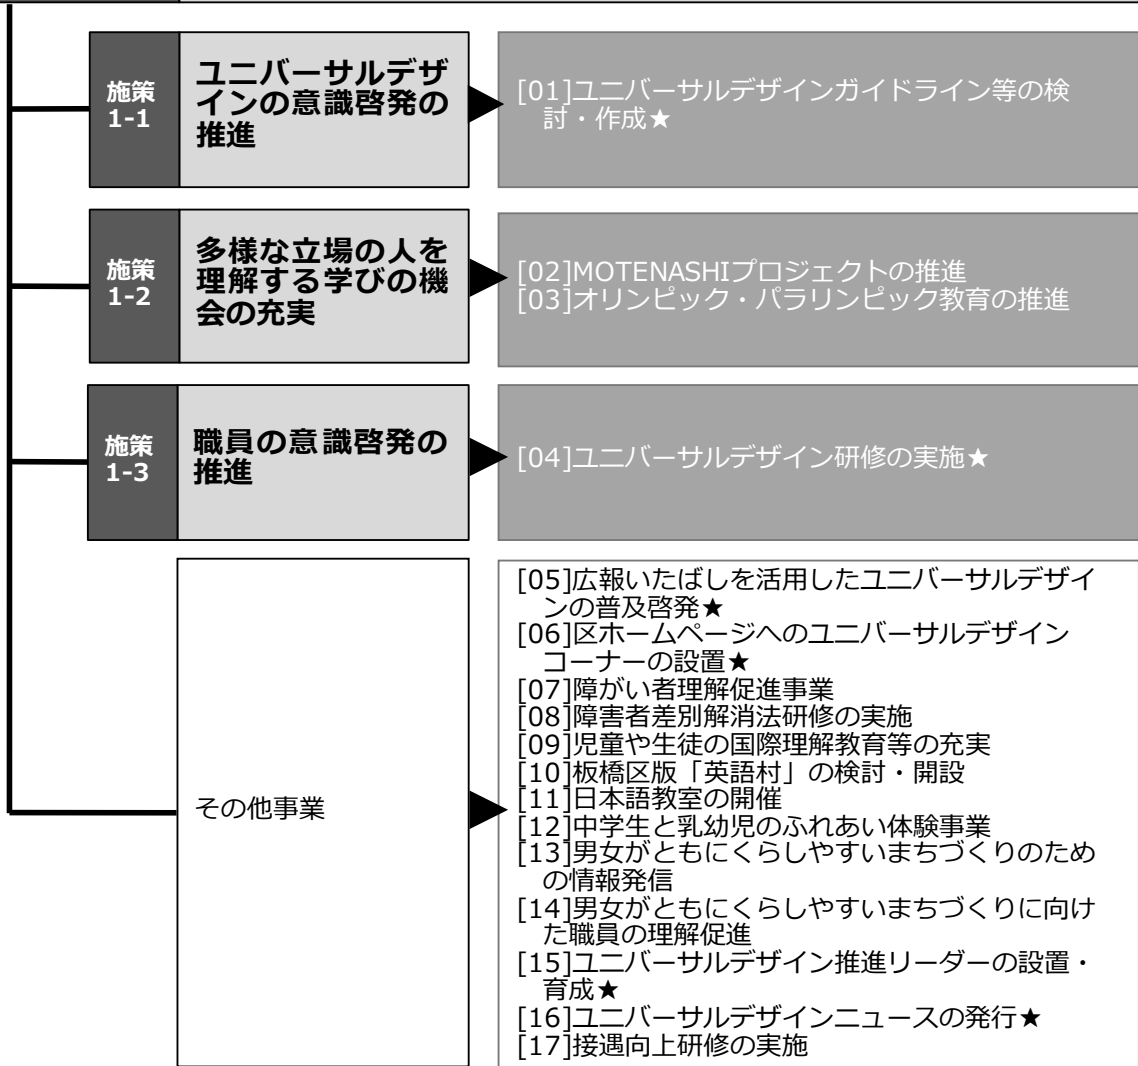 施策
1-1
ユニバーサルデザ
インの意識啓発の
推進
[01]ユニバーサルデザインガイドライン等の検
討・作成★
施策
1-2
多様な立場の人を
理解する学びの機
会の充実
[02]MOTENASHIプロジェクトの推進
[03]オリンピック・パラリンピック教育の推進
施策
1-3
職員の意識啓発の
推進
[04]ユニバーサルデザイン研修の実施★
その他事業
[05]広報いたばしを活用したユニバーサルデザイ
ンの普及啓発★
[06]区ホームページへのユニバーサルデザイン
コーナーの設置★
[07]障がい者理解促進事業
[08]障害者差別解消法研修の実施
[09]児童や生徒の国際理解教育等の充実
[10]板橋区版「英語村」の検討・開設
[11]日本語教室の開催
[12]中学生と乳幼児のふれあい体験事業
[13]男女がともにくらしやすいまちづくりのため
の情報発信
[14]男女がともにくらしやすいまちづくりに向け
た職員の理解促進
[15]ユニバーサルデザイン推進リーダーの設置・
育成★
[16]ユニバーサルデザインニュースの発行★
[17]接遇向上研修の実施